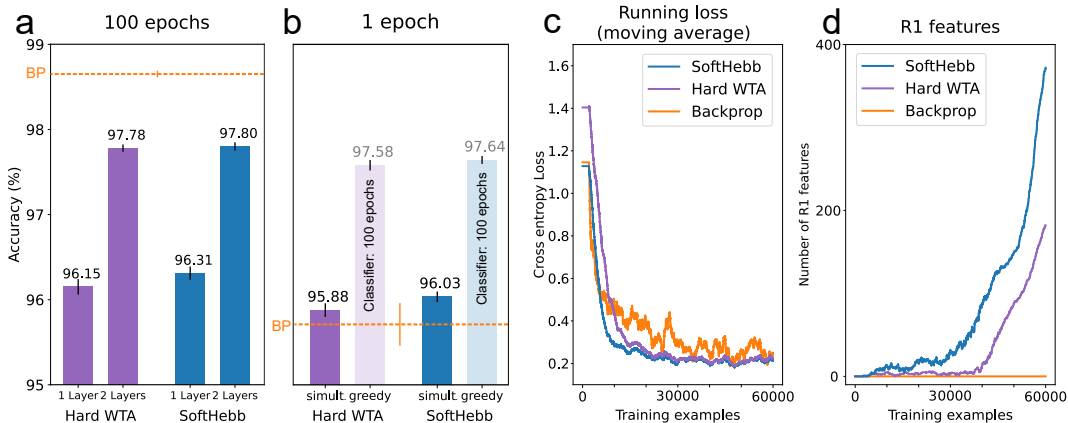 a
100 epochs
99
98
97
96
95
Accuracy (%)
BP
96.15
97.78
96.31
97.80
1 Layer 2 Layers
1 Layer 2 Layers
Hard WTA
SoftHebb
b
1 epoch
BP
95.88
97.58
96.03
97.64
Classifier: 100 epochs
Classifier: 100 epochs
simult. greedy
simult. greedy
Hard WTA
SoftHebb
c
Running loss
(moving average)
SoftHebb
Hard WTA
Backprop
Cross entropy Loss
1.6
1.4
1.2
1.0
0.8
0.6
0.4
0.2
0
30000
60000
Training examples
d
R1 features
SoftHebb
Hard WTA
Backprop
Number of R1 features
400
200
0
0
30000
60000
Training examples